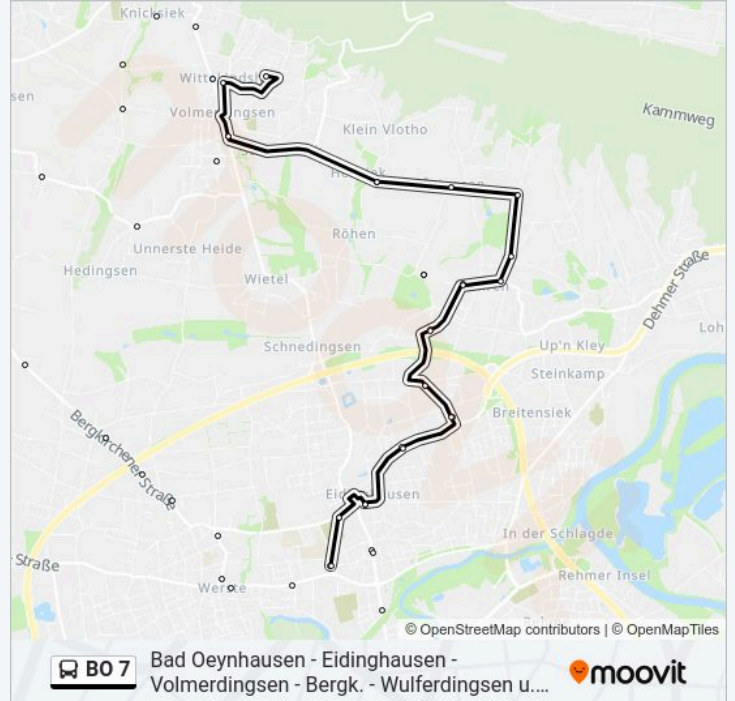 Knicksiek
sen
Volmerdingsen
Klein Vlotho
Kammweg
Röhen
Unnerste Heide
Hedingsen
Wietel
Dehmer Straße
Loh
Schnedingsen
Up'n Kley
Steinkamp
Breitensiek
Bergkirchener Straße
In der Schlagde
Straße
Rehmer Insel
Werste
© OpenStreetMap contributors | © OpenMapTiles
BO 7
Bad Oeynhausen - Eidinghausen -
Volmerdingsen - Bergk. - Wulferdingsen u....
moovit